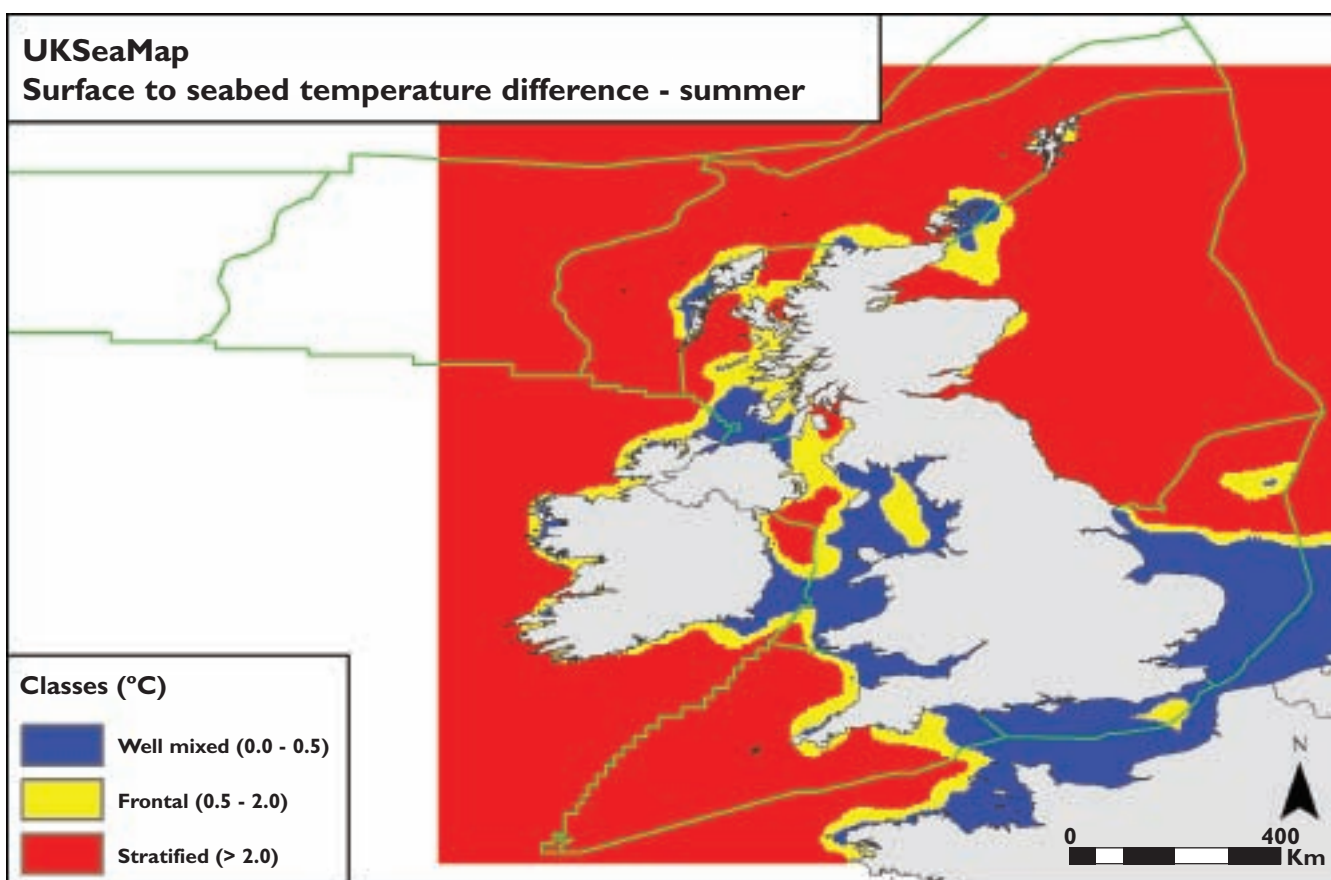 UKSeaMap
Surface to seabed temperature difference - summer
Classes (ºC)
Well mixed (0.0 - 0.5)
Frontal (0.5 - 2.0)
Stratified (> 2.0)
N
0 400
Km